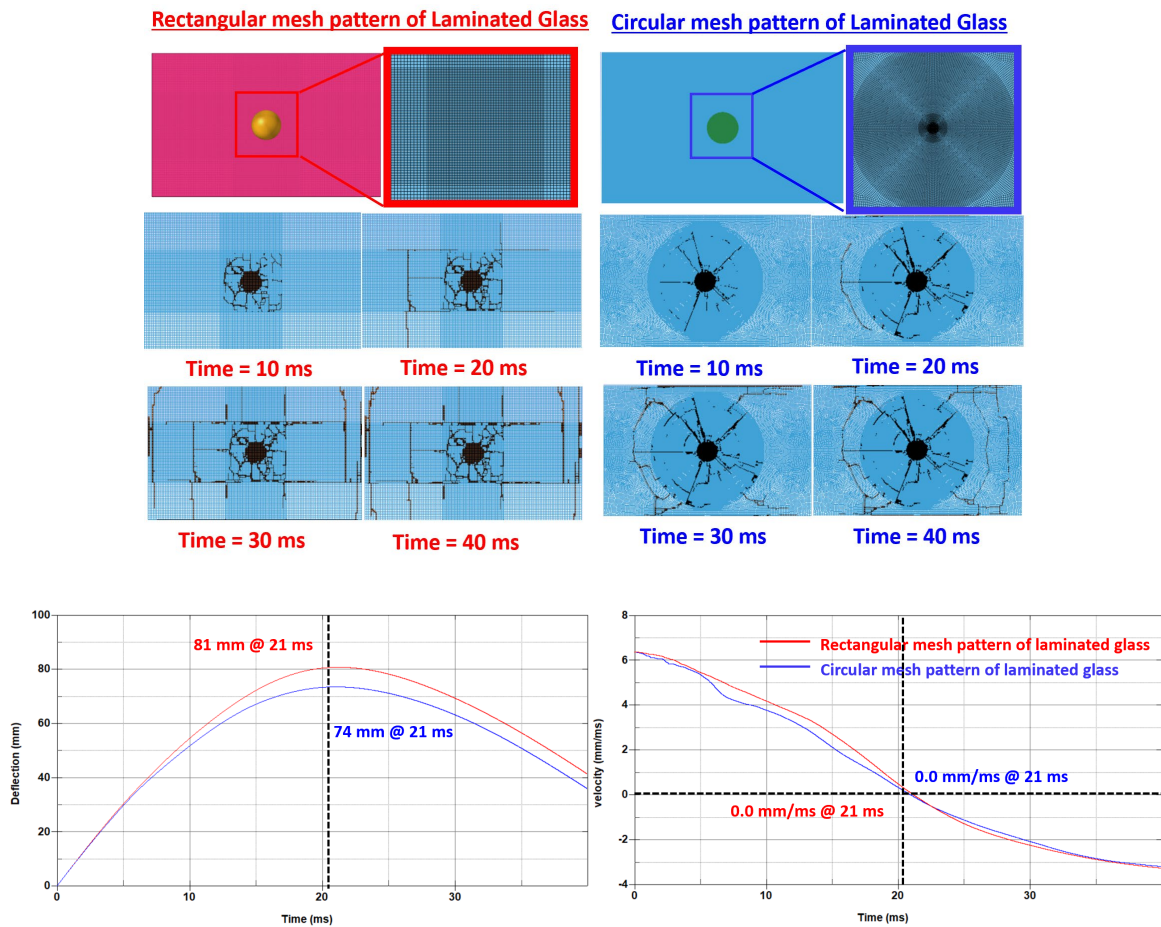 Rectangular mesh pattern of Laminated Glass
Circular mesh pattern of Laminated Glass
Time = 10 ms
Time = 20 ms
Time = 10 ms
Time = 20 ms
Time = 30 ms
Time = 40 ms
Time = 30 ms
Time = 40 ms
100
80
60
40
20
0
Deflection (mm)
81 mm @ 21 ms
74 mm @ 21 ms
0
10
20
30
Time (ms)
8
6
4
2
0
-2
-4
velocity (mm/ms)
Rectangular mesh pattern of laminated glass
Circular mesh pattern of laminated glass
0.0 mm/ms @ 21 ms
0.0 mm/ms @ 21 ms
0
10
20
30
Time (ms)